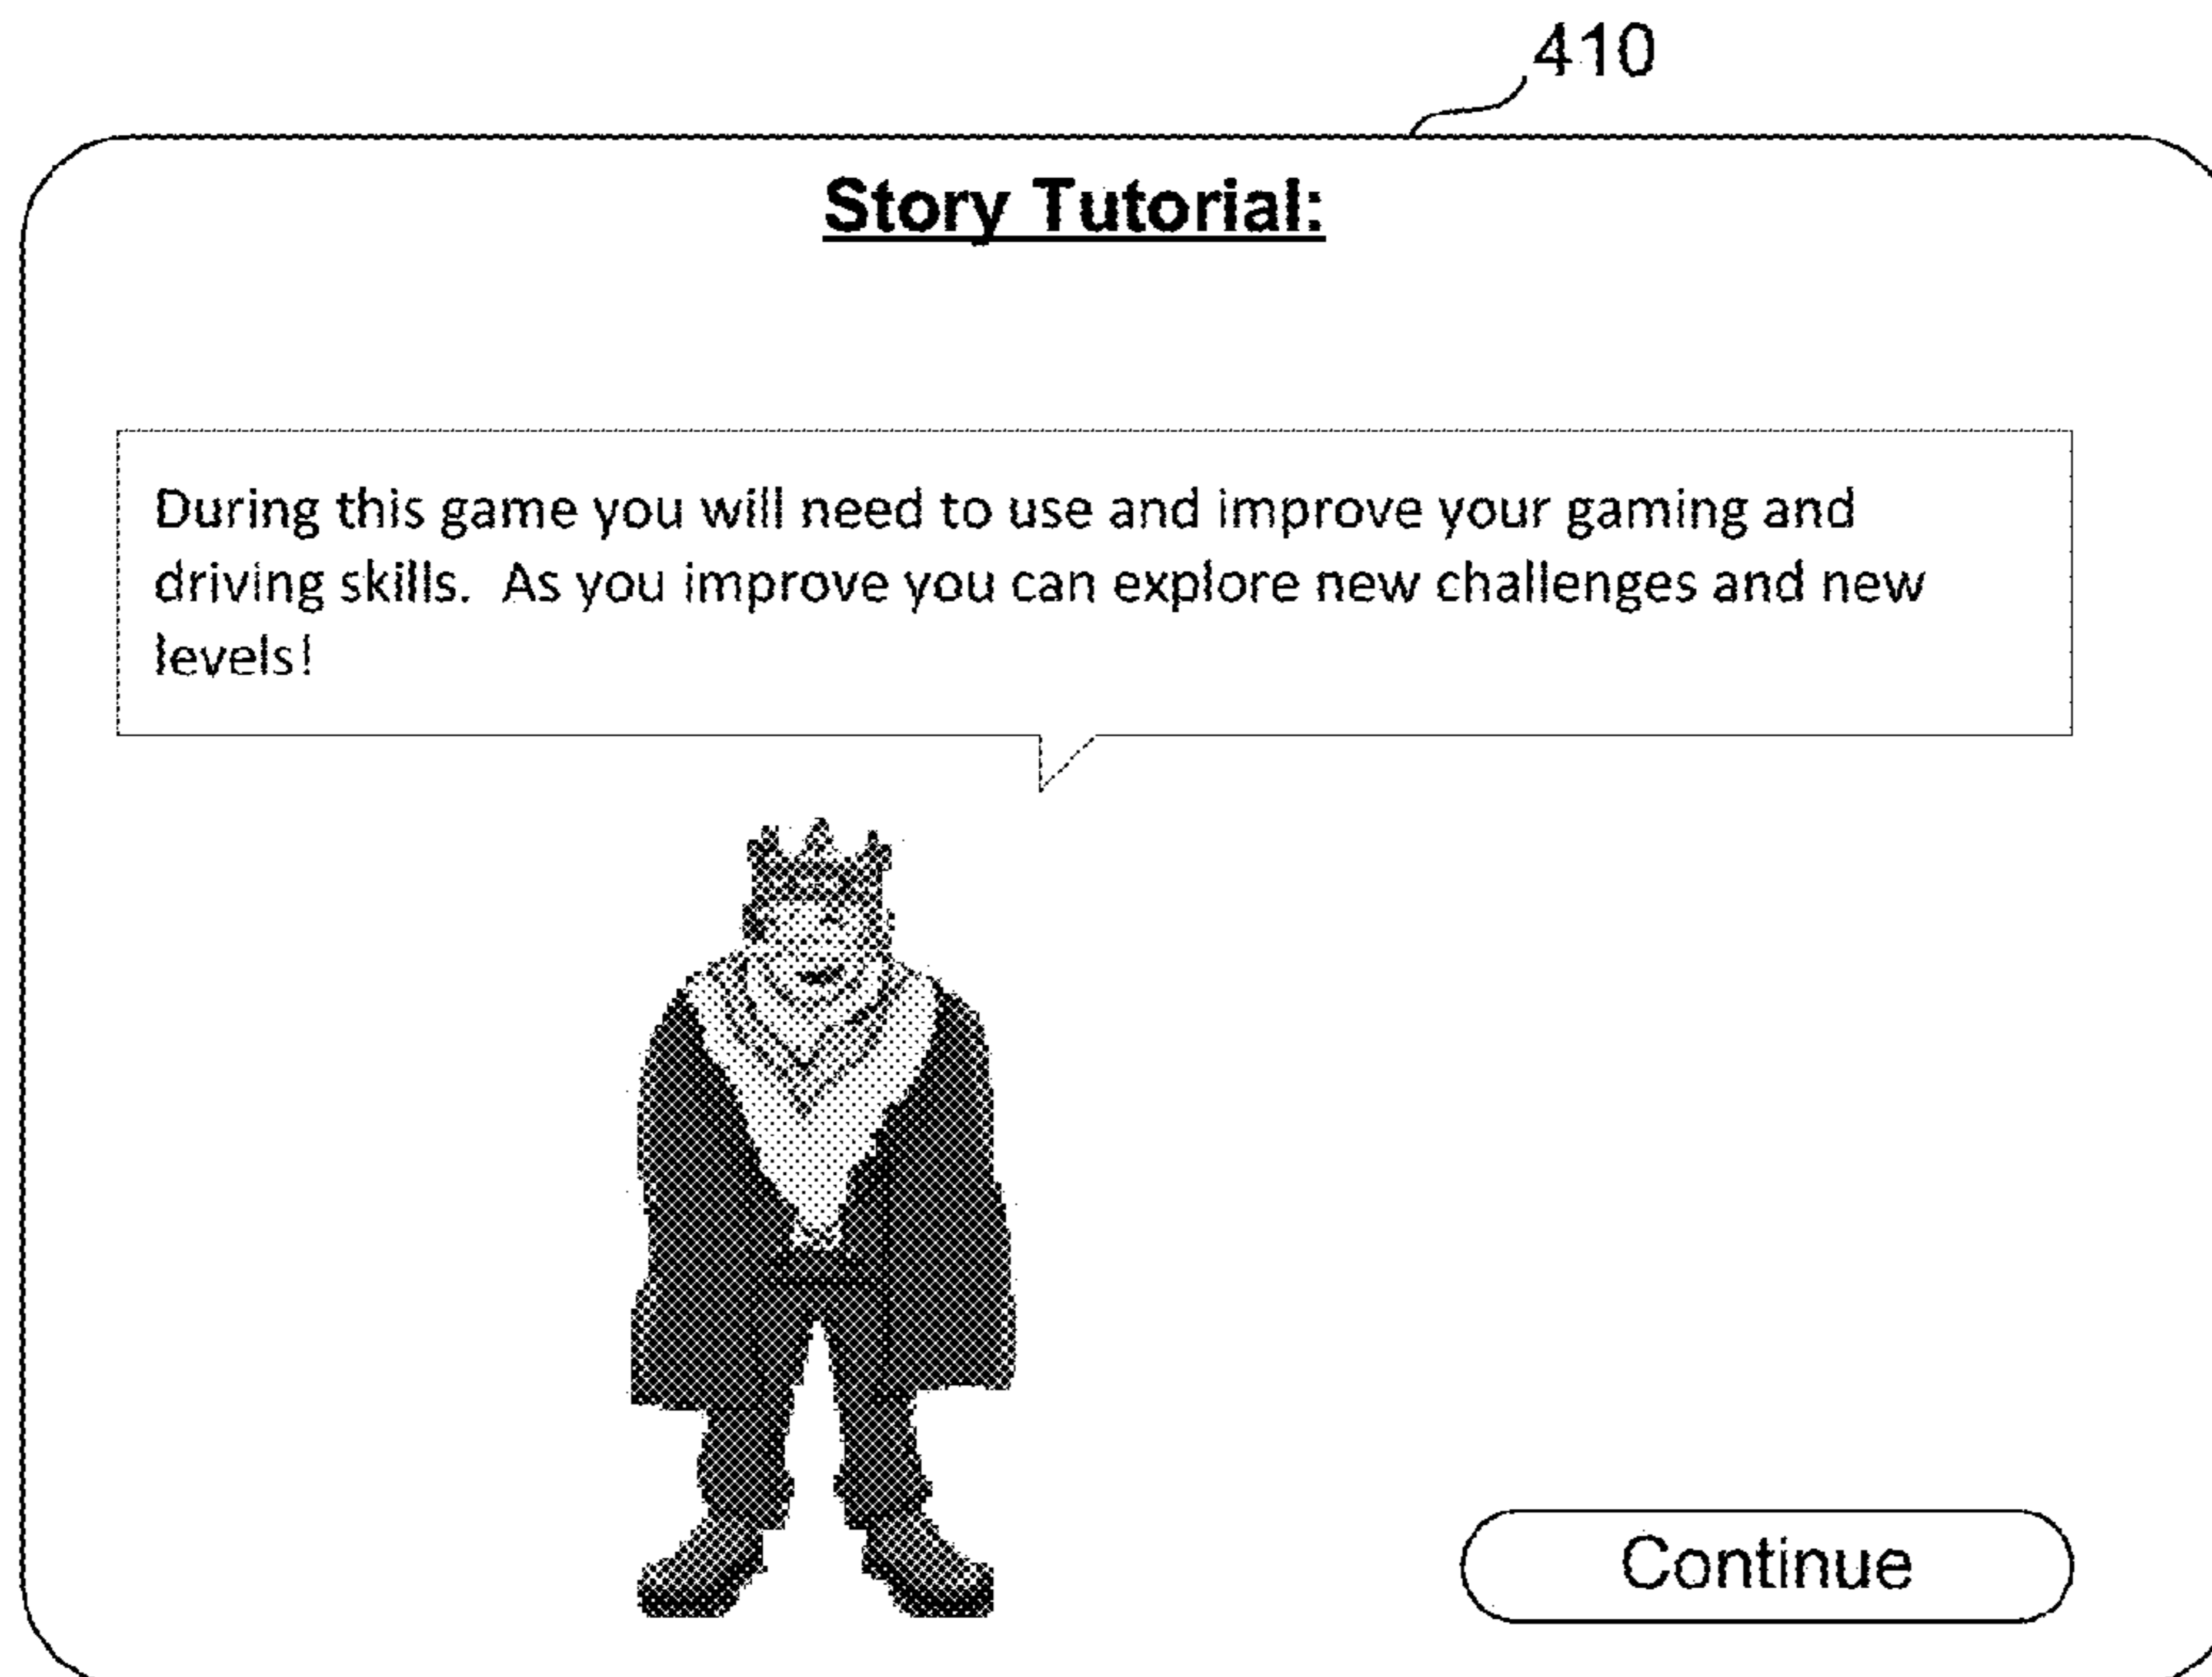 410
Story Tutorial:
During this game you will need to use and improve your gaming and
driving skills.  As you improve you can explore new challenges and new
levels!
Continue